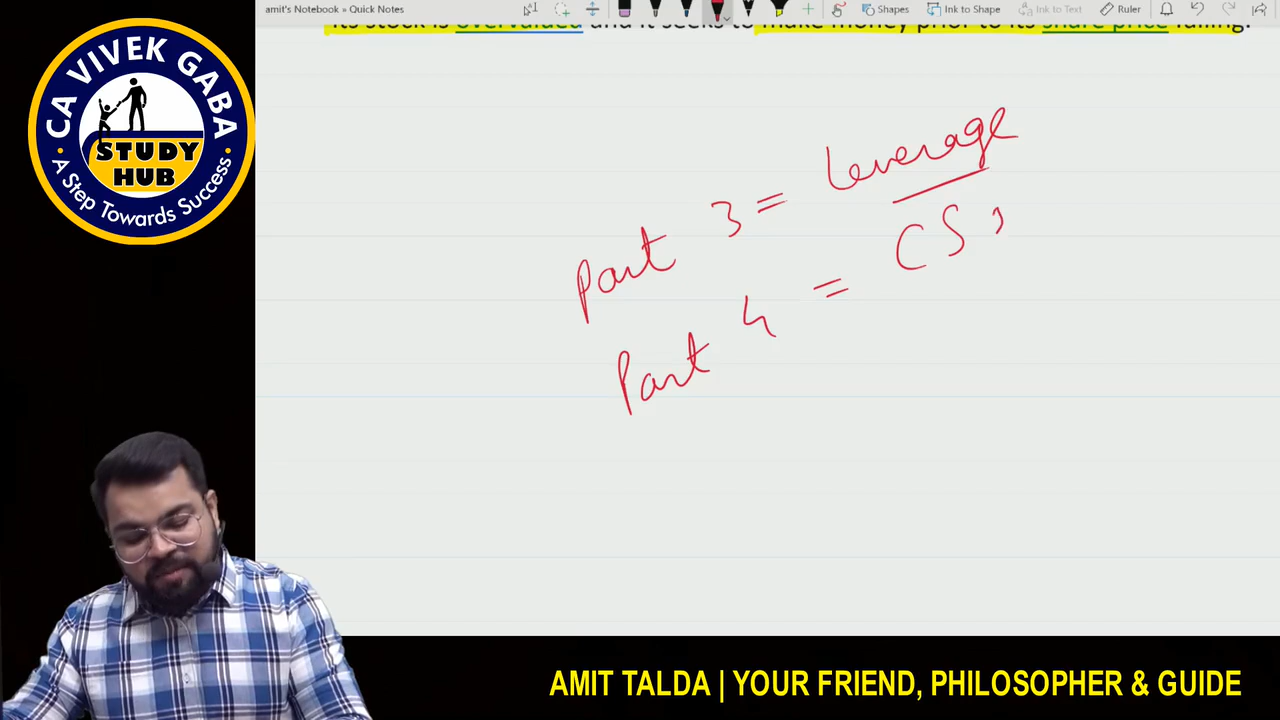 amit's Notebook » Quick Notes
Shapes
Ink to Shape
Ink to Text
Ruler
its stock is overvalued and it seeks to make money prior to its share price falling.
CA VIVEK GABA
STUDY
HUB
• A Step Towards Success •
Part 3 = Leverage
Part 4 = CS,
AMIT TALDA | YOUR FRIEND, PHILOSOPHER & GUIDE